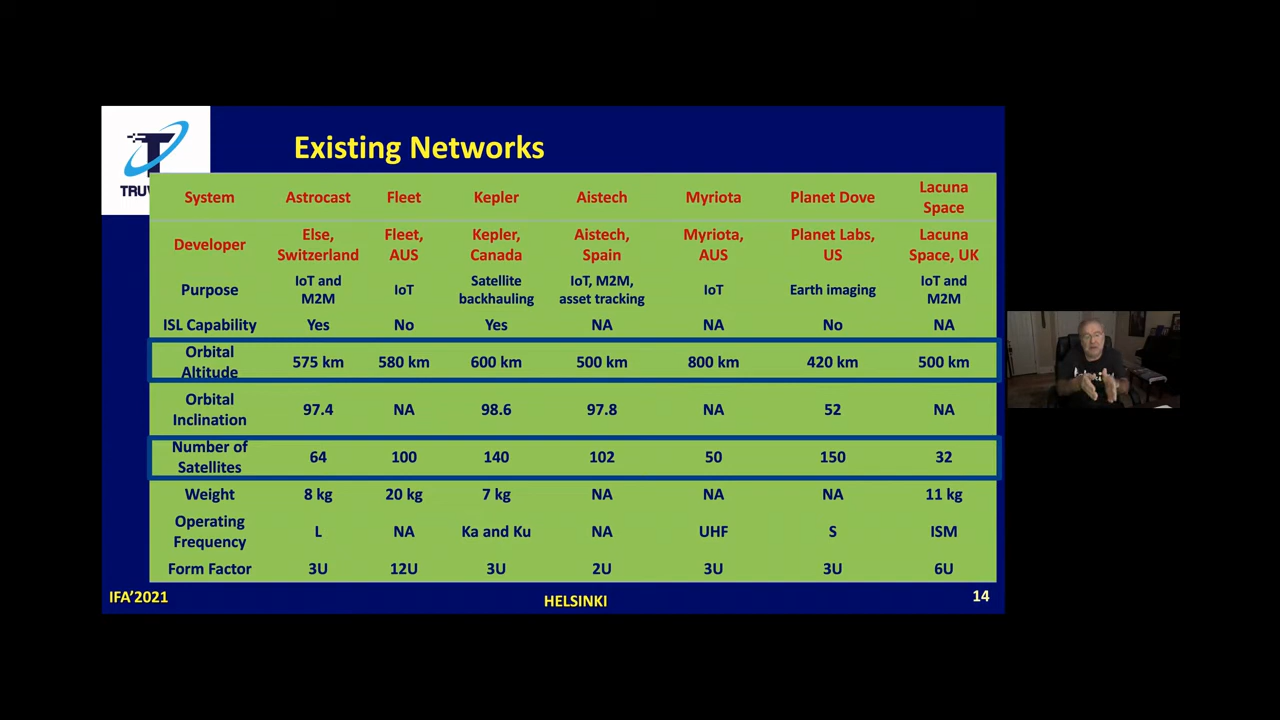 Existing Networks
System Astrocast Fleet Kepler Aistech Myriota Planet Dove Lacuna Space
Developer Else, Switzerland Fleet, AUS Kepler, Canada Aistech, Spain Myriota, AUS Planet Labs, US Lacuna Space, UK
Purpose IoT and M2M IoT Satellite backhauling IoT, M2M, asset tracking IoT Earth imaging IoT and M2M
ISL Capability Yes No Yes NA NA No NA
Orbital Altitude 575 km 580 km 600 km 500 km 800 km 420 km 500 km
Orbital Inclination 97.4 NA 98.6 97.8 NA 52 NA
Number of Satellites 64 100 140 102 50 150 32
Weight 8 kg 20 kg 7 kg NA NA NA 11 kg
Operating Frequency L NA Ka and Ku NA UHF S ISM
Form Factor 3U 12U 3U 2U 3U 3U 6U
IFA'2021 HELSINKI 14